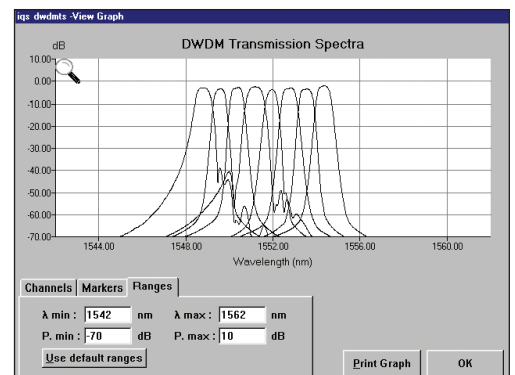 iqs dwdmts -View Graph
dB
DWDM Transmission Spectra
10.00
0.00
-10.00
-20.00
-30.00
-40.00
-50.00
-60.00
-70.00
1544.00 1548.00 1552.00 1556.00 1560.00
Wavelength (nm)
Channels Markers Ranges
λ min : 1542 nm λ max : 1562 nm
P. min : -70 dB P. max : 10 dB
Use default ranges
Print Graph OK